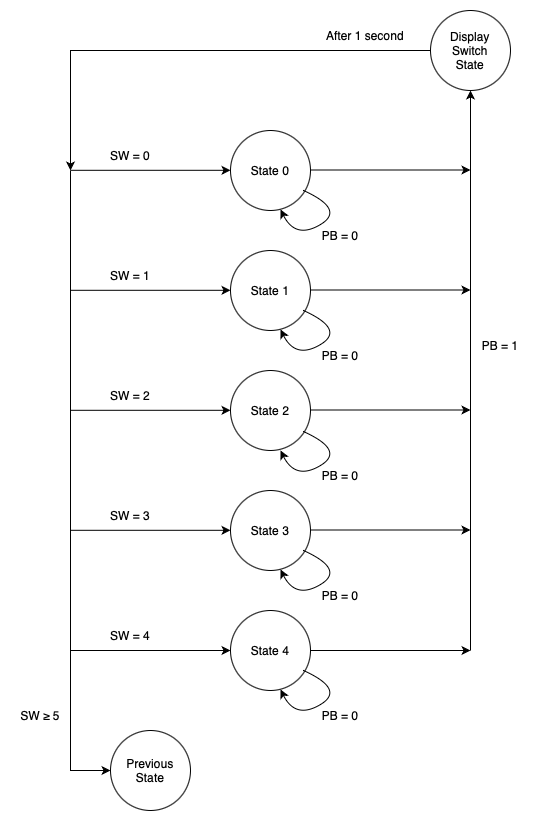 After 1 second
Display
Switch
State
SW = 0
State 0
PB = 0
SW = 1
State 1
PB = 0
PB = 1
SW = 2
State 2
PB = 0
SW = 3
State 3
PB = 0
SW = 4
State 4
PB = 0
SW ≥ 5
Previous
State